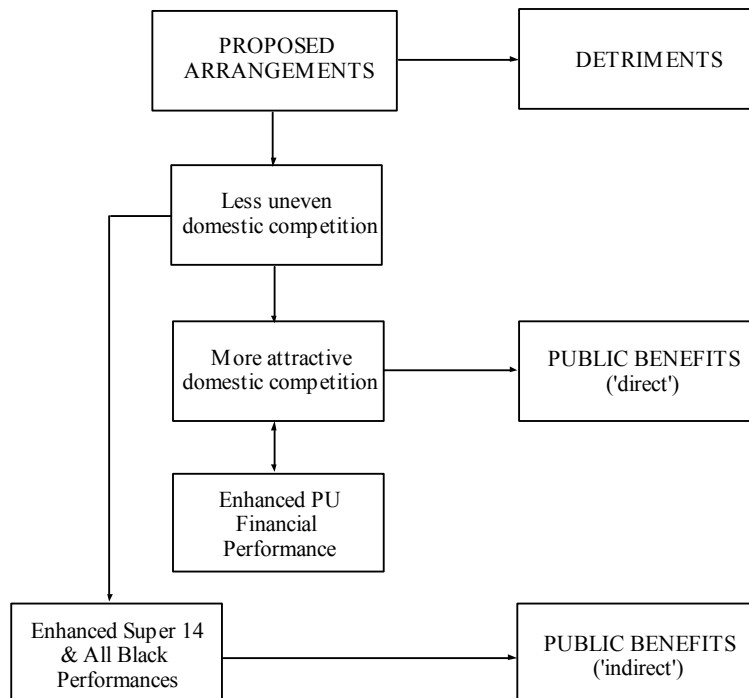 PROPOSED
ARRANGEMENTS
DETRIMENTS
Less uneven
domestic competition
More attractive
domestic competition
PUBLIC BENEFITS
('direct')
Enhanced PU
Financial
Performance
Enhanced Super 14
& All Black
Performances
PUBLIC BENEFITS
('indirect')